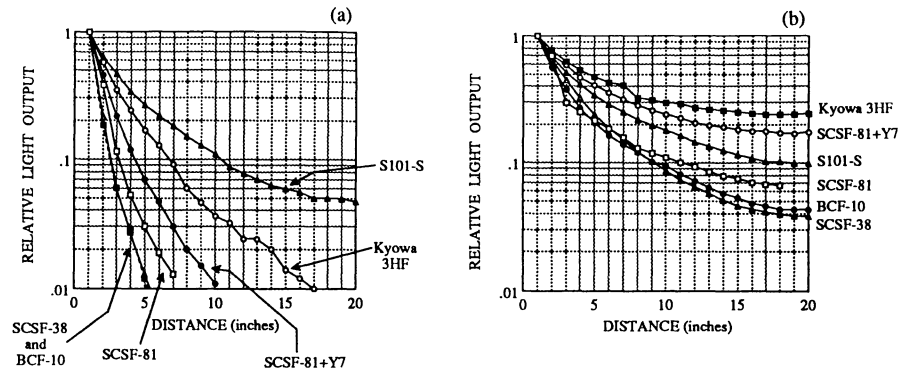 (a)
1
.1
.01
RELATIVE LIGHT OUTPUT
0
5
10
15
20
DISTANCE (inches)
S101-S
Kyowa
3HF
SCSF-38
and
BCF-10
SCSF-81
SCSF-81+Y7
(b)
1
.1
.01
RELATIVE LIGHT OUTPUT
0
5
10
15
20
DISTANCE (inches)
Kyowa 3HF
SCSF-81+Y7
S101-S
SCSF-81
BCF-10
SCSF-38